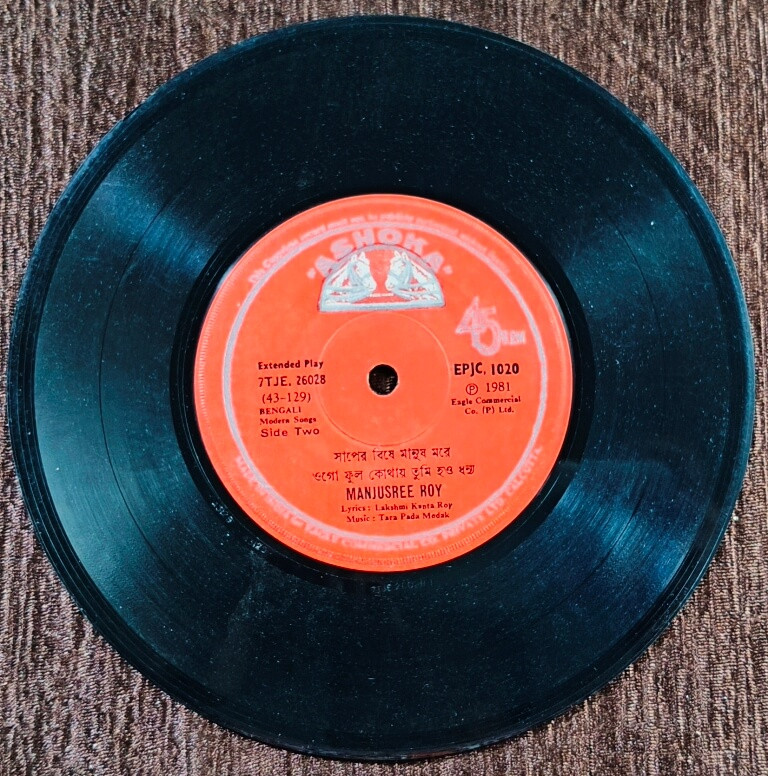 "ASHOKA"
45
RPM
Extended Play
7TJE. 26028
(43-129)
BENGALI
Modern Songs
Side Two
EPJC. 1020
Ⓟ 1981
Eagle Commercial
Co. (P) Ltd.
সাপের বিষে মানুষ মরে
ওগো ফুল কোথায় তুমি হও ধন্য
MANJUSREE ROY
Lyrics : Lakshmi Kanta Roy
Music : Tara Pada Medak